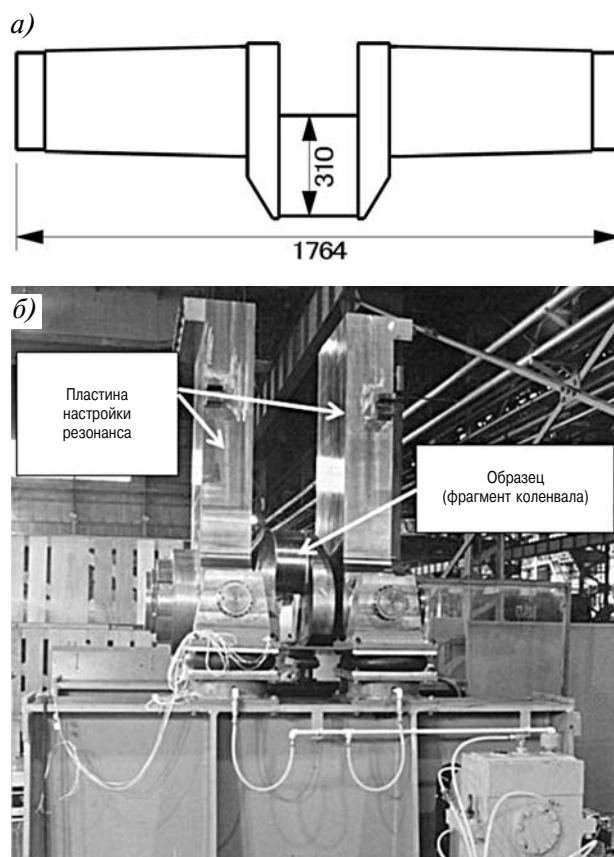 а)
310
1764
б)
Пластина
настройки
резонанса
Образец
(фрагмент коленвала)